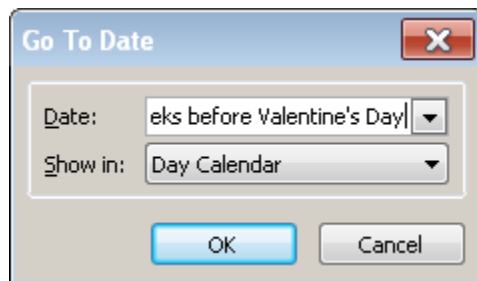 Go To Date
Date: eks before Valentine's Day
Show in: Day Calendar
OK Cancel